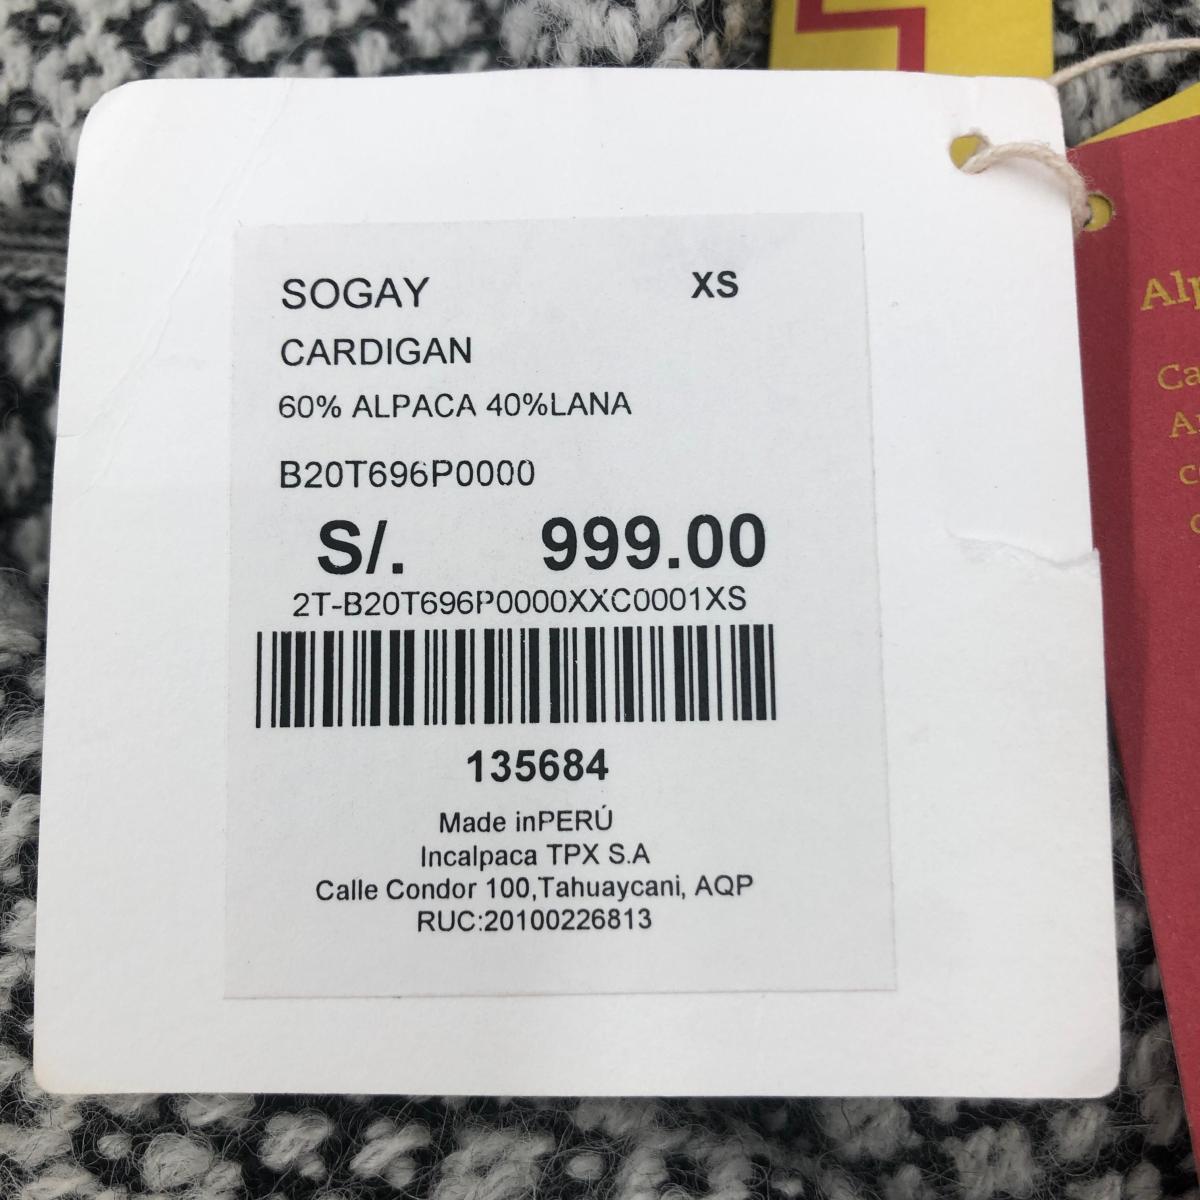 SOGAY XS
CARDIGAN
60% ALPACA 40%LANA
B20T696P0000
S/. 999.00
2T-B20T696P0000XXC0001XS
135684
Made inPERÚ
Incalpaca TPX S.A
Calle Condor 100,Tahuaycani, AQP
RUC:20100226813